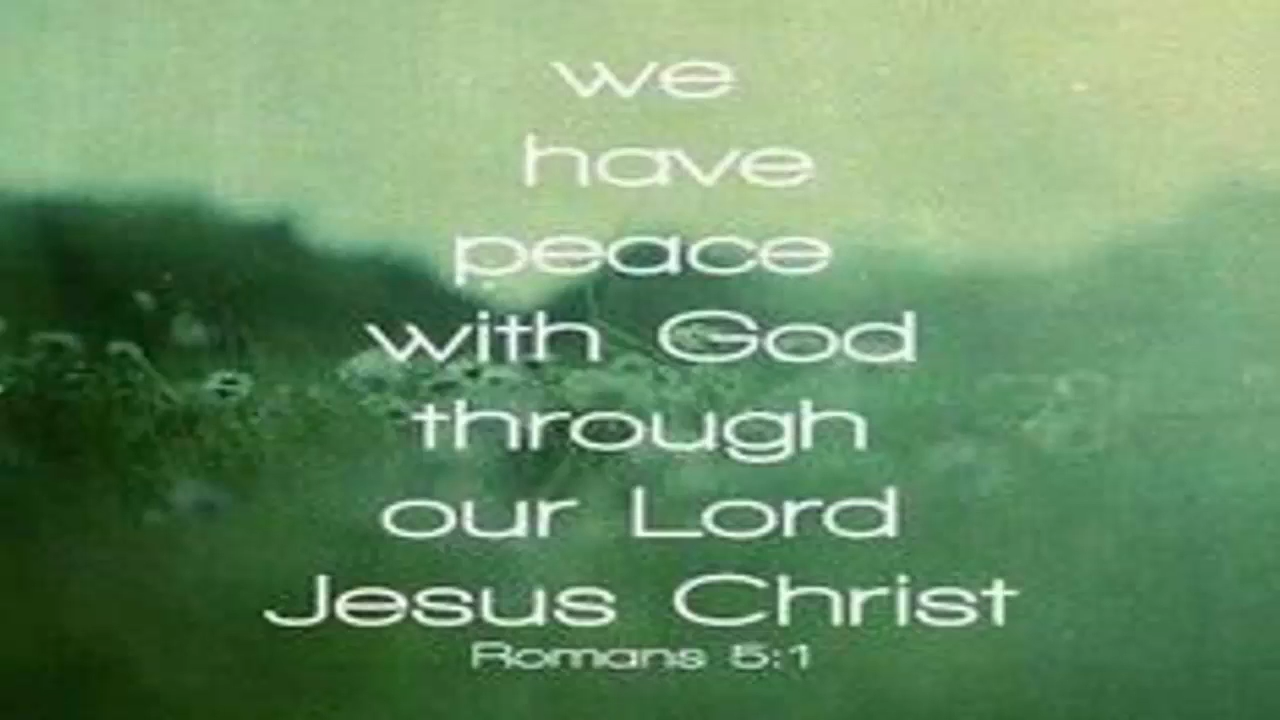 we
have
peace
with God
through
our Lord
Jesus Christ
Romans 5:1